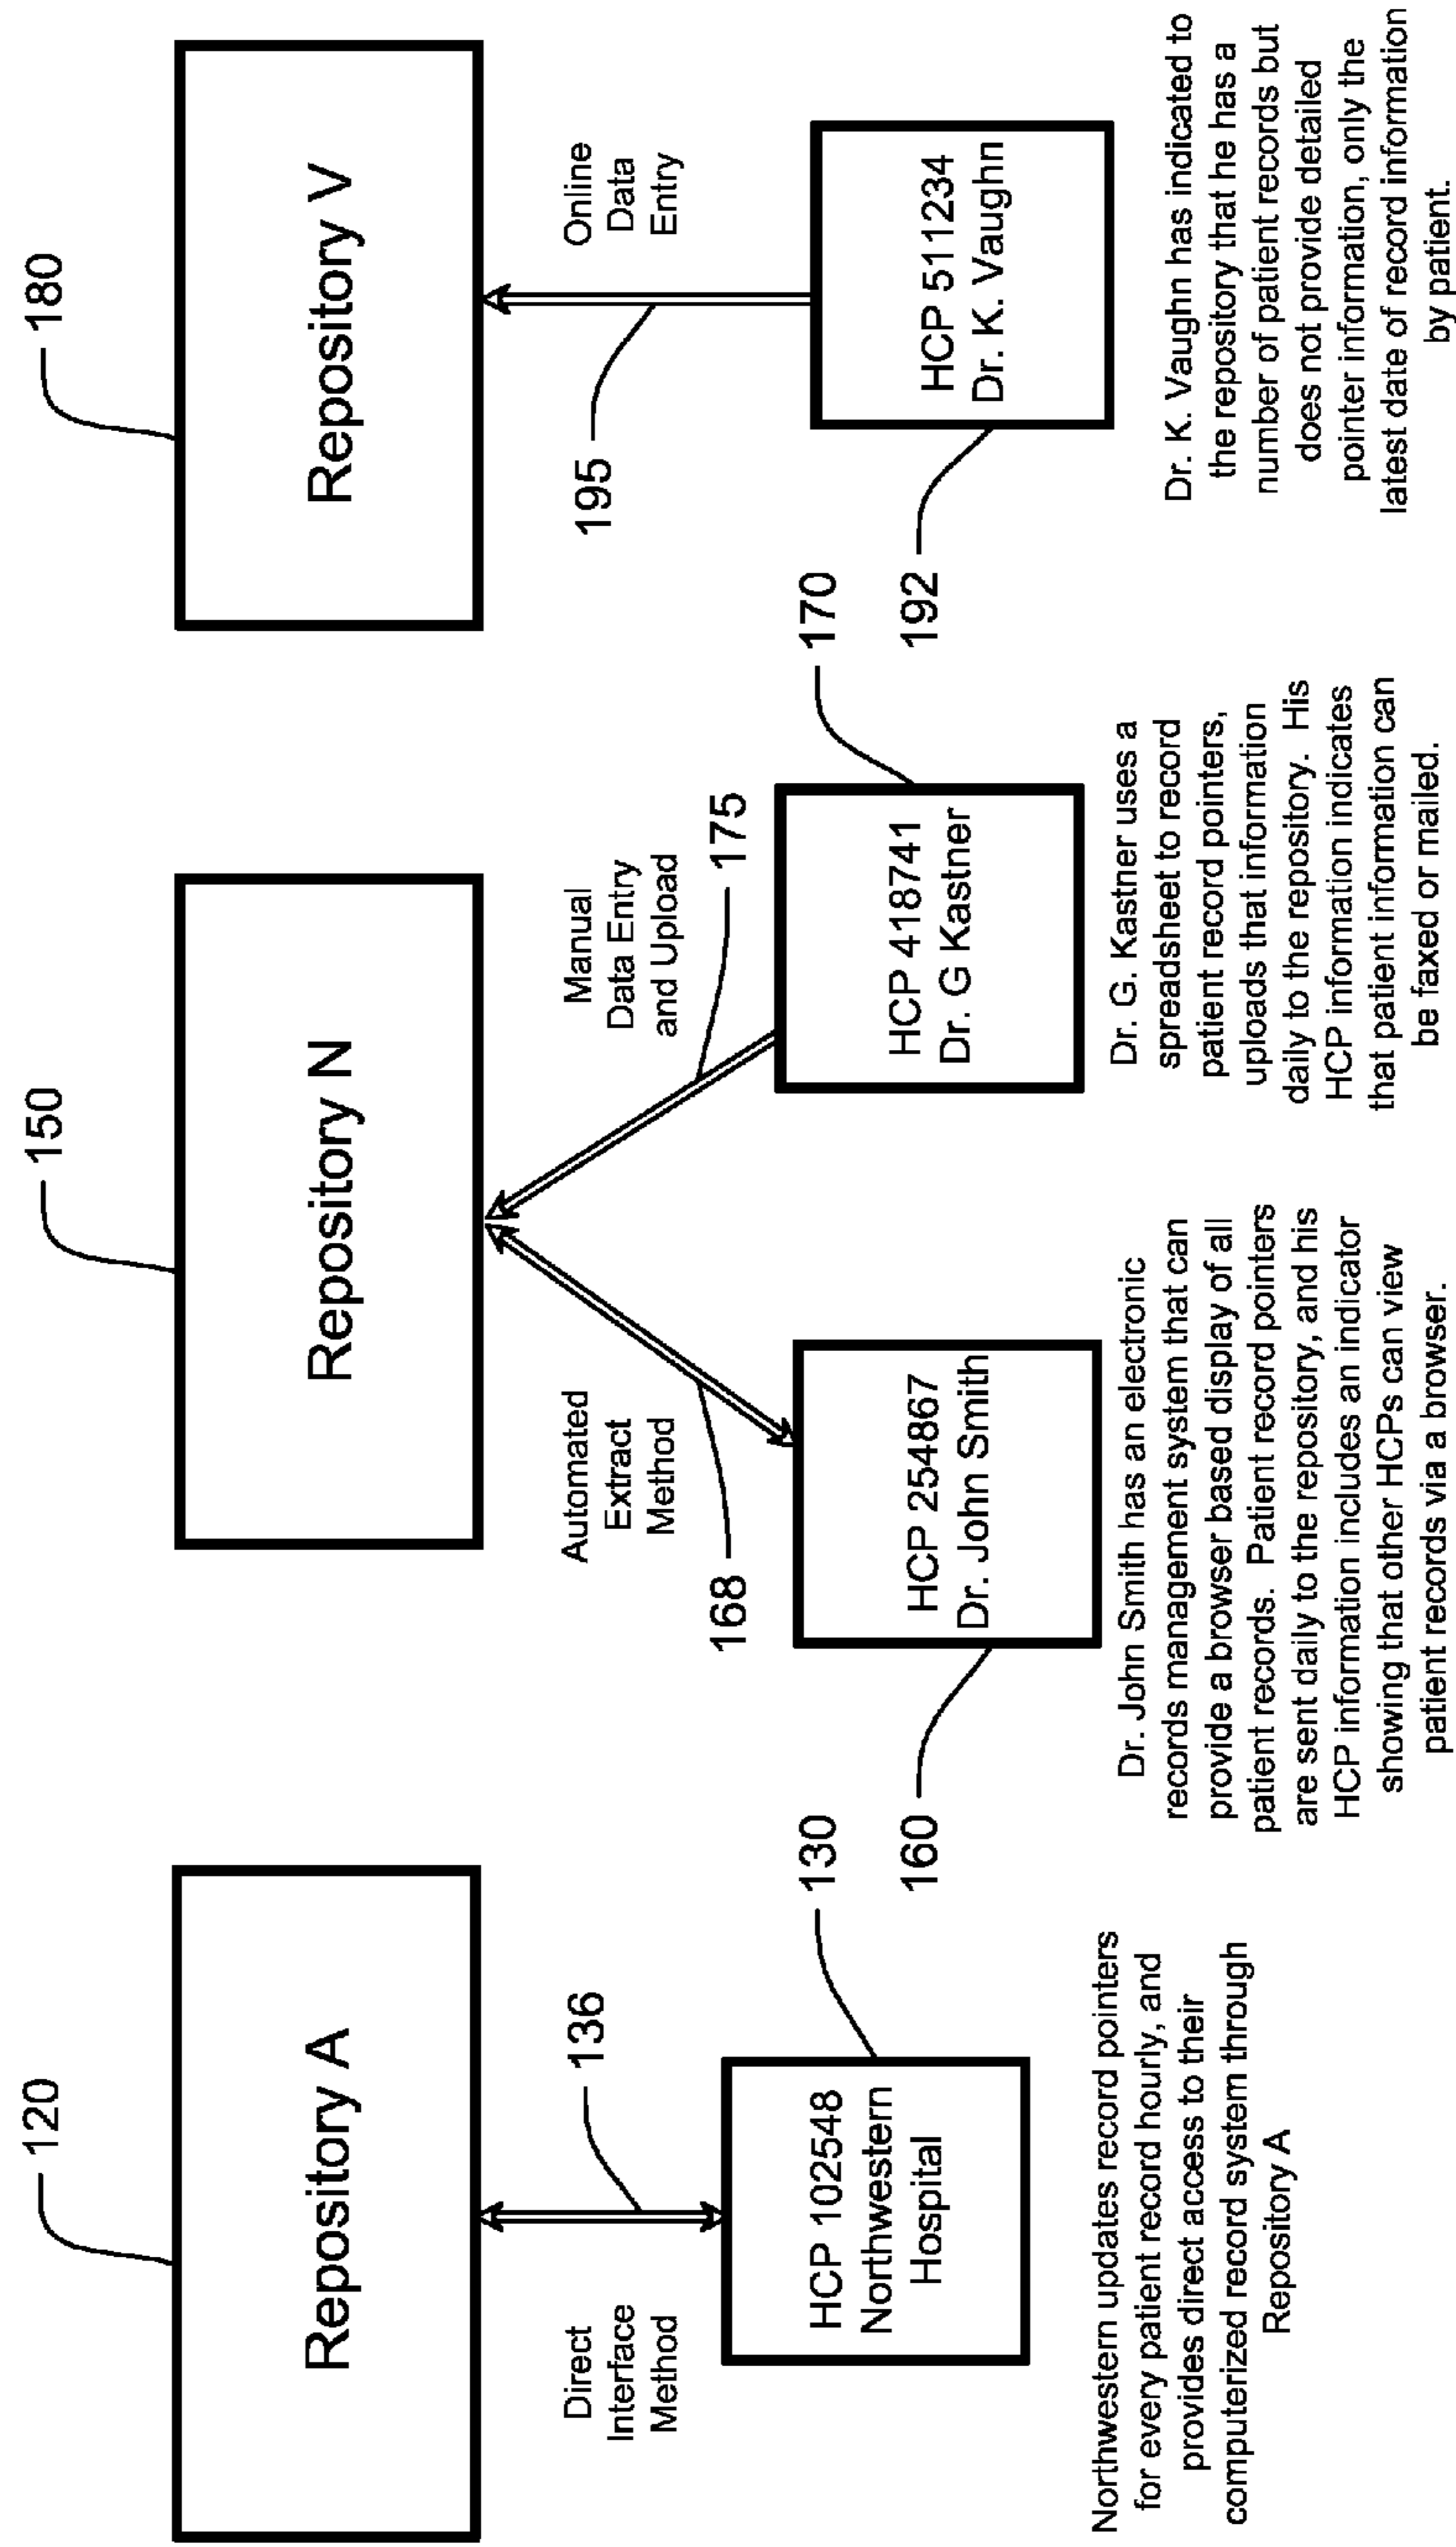 120
Repository A
Direct
Interface
Method
136
HCP 102548
Northwestern
Hospital
130
Northwestern updates record pointers
for every patient record hourly, and
provides direct access to their
computerized record system through
Repository A
150
Repository N
Automated
Extract
Method
168
Manual
Data Entry
and Upload
175
HCP 254867
Dr. John Smith
160
Dr. John Smith has an electronic
records management system that can
provide a browser based display of all
patient records. Patient record pointers
are sent daily to the repository, and his
HCP information includes an indicator
showing that other HCPs can view
patient records via a browser.
HCP 418741
Dr. G Kastner
170
Dr. G. Kastner uses a
spreadsheet to record
patient record pointers,
uploads that information
daily to the repository. His
HCP information indicates
that patient information can
be faxed or mailed.
180
Repository V
195
Online
Data
Entry
HCP 511234
Dr. K. Vaughn
192
Dr. K. Vaughn has indicated to
the repository that he has a
number of patient records but
does not provide detailed
pointer information, only the
latest date of record information
by patient.